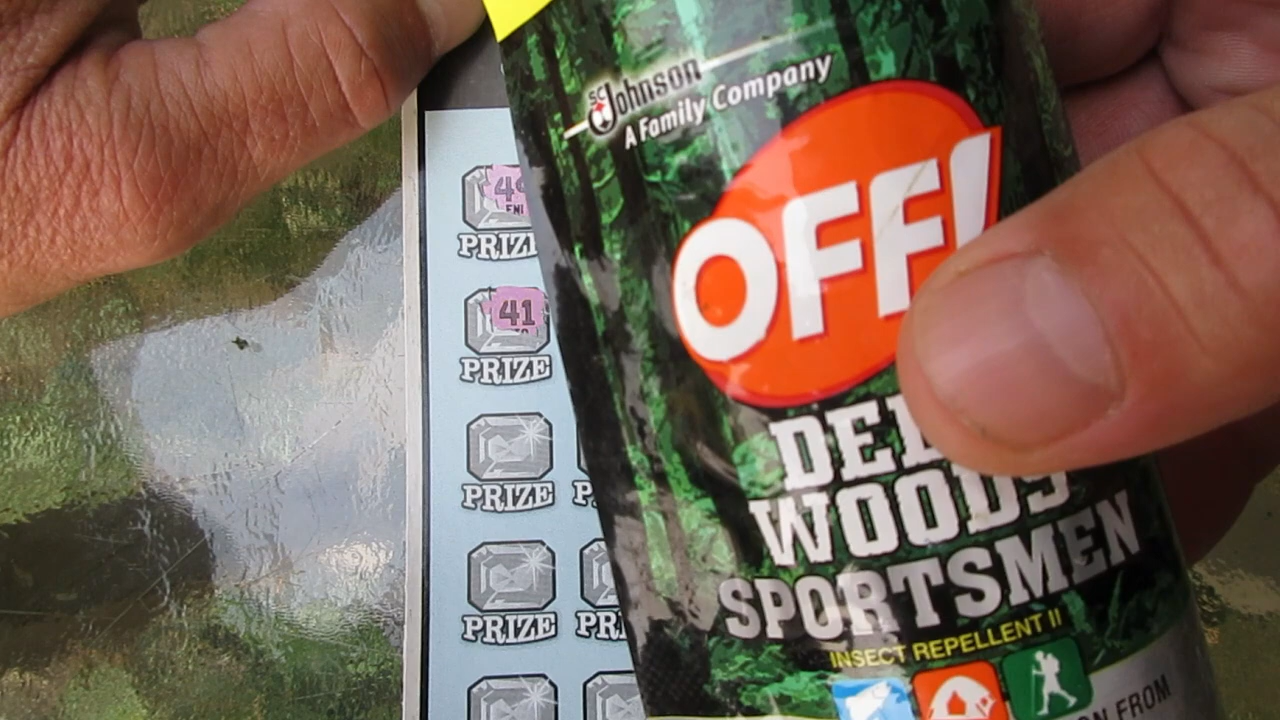 SC Johnson
A Family Company
OFF!
WOODS
SPORTSMEN
INSECT REPELLENT II
FROM
41
PRIZE
PRIZE
PRIZE
PRIZE